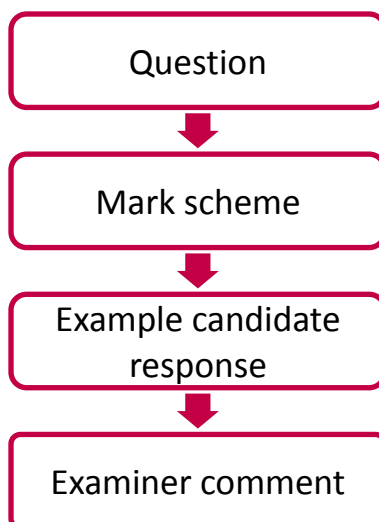 Question
Mark scheme
Example candidate
response
Examiner comment